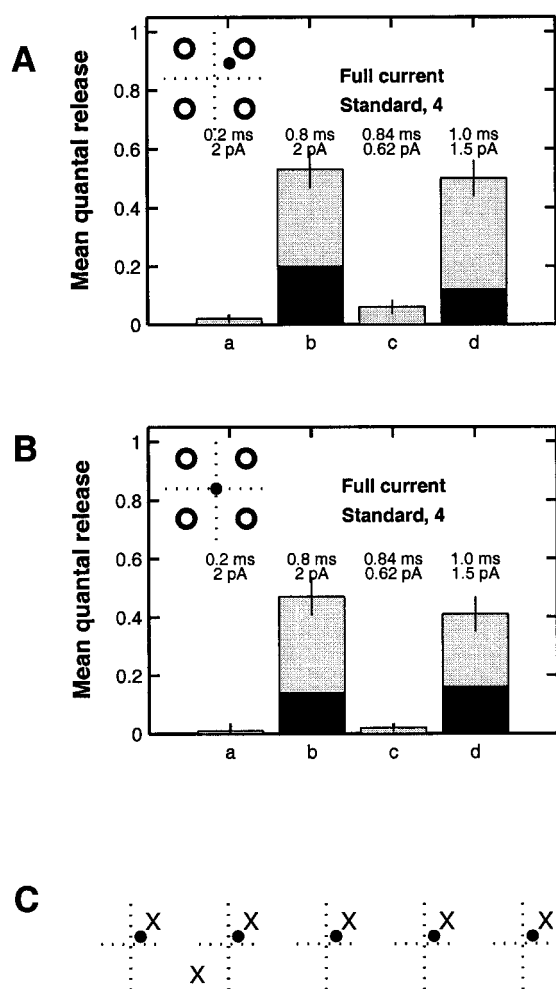 A
Mean quantal release
1
0.8
0.6
0.4
0.2
0
Full current
Standard, 4
0.2 ms 0.8 ms 0.84 ms 1.0 ms
2 pA 2 pA 0.62 pA 1.5 pA
a b c d
B
Mean quantal release
1
0.8
0.6
0.4
0.2
0
Full current
Standard, 4
0.2 ms 0.8 ms 0.84 ms 1.0 ms
2 pA 2 pA 0.62 pA 1.5 pA
a b c d
C
X X X X X
X